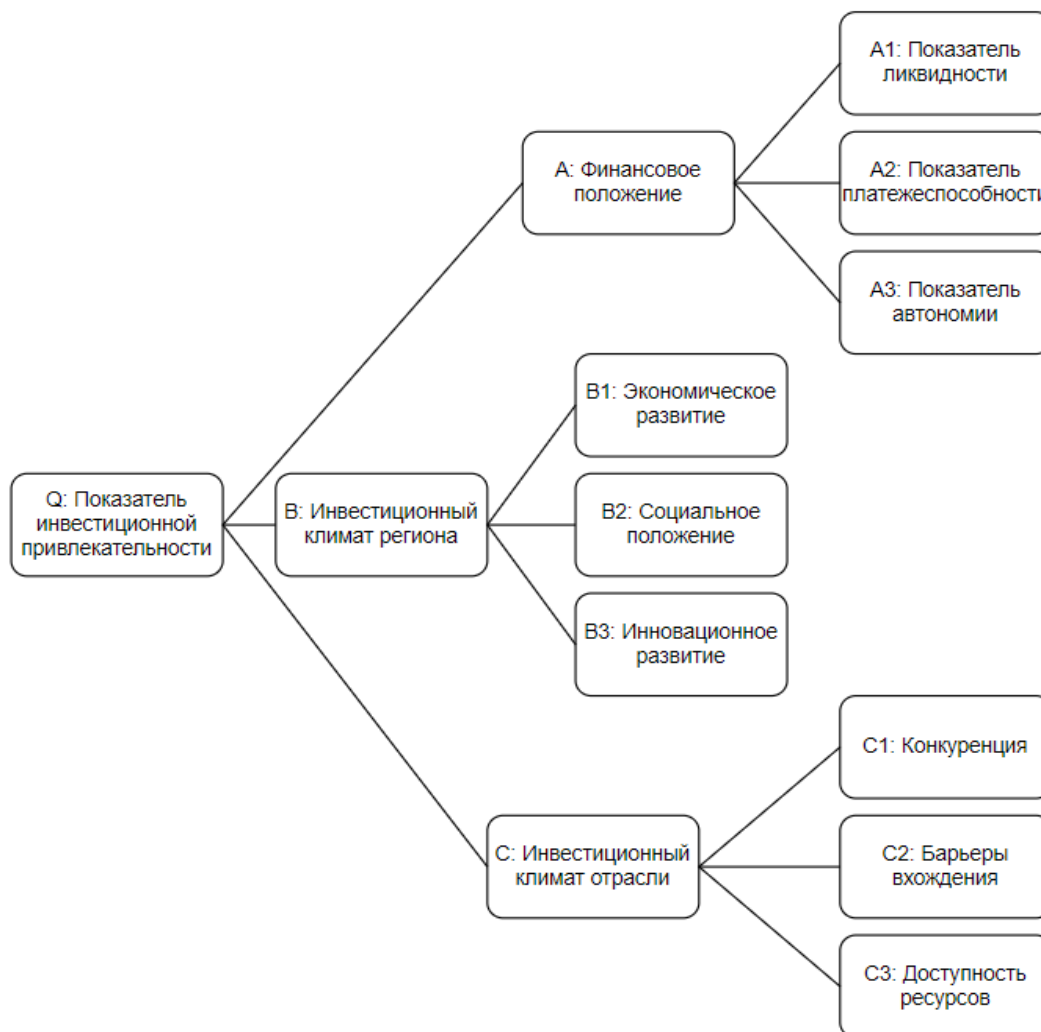 A1: Показатель
ликвидности
A: Финансовое
положение
A2: Показатель
платежеспособности
A3: Показатель
автономии
B1: Экономическое
развитие
Q: Показатель
инвестиционной
привлекательности
B: Инвестиционный
климат региона
B2: Социальное
положение
B3: Инновационное
развитие
C1: Конкуренция
C: Инвестиционный
климат отрасли
C2: Барьеры
вхождения
C3: Доступность
ресурсов